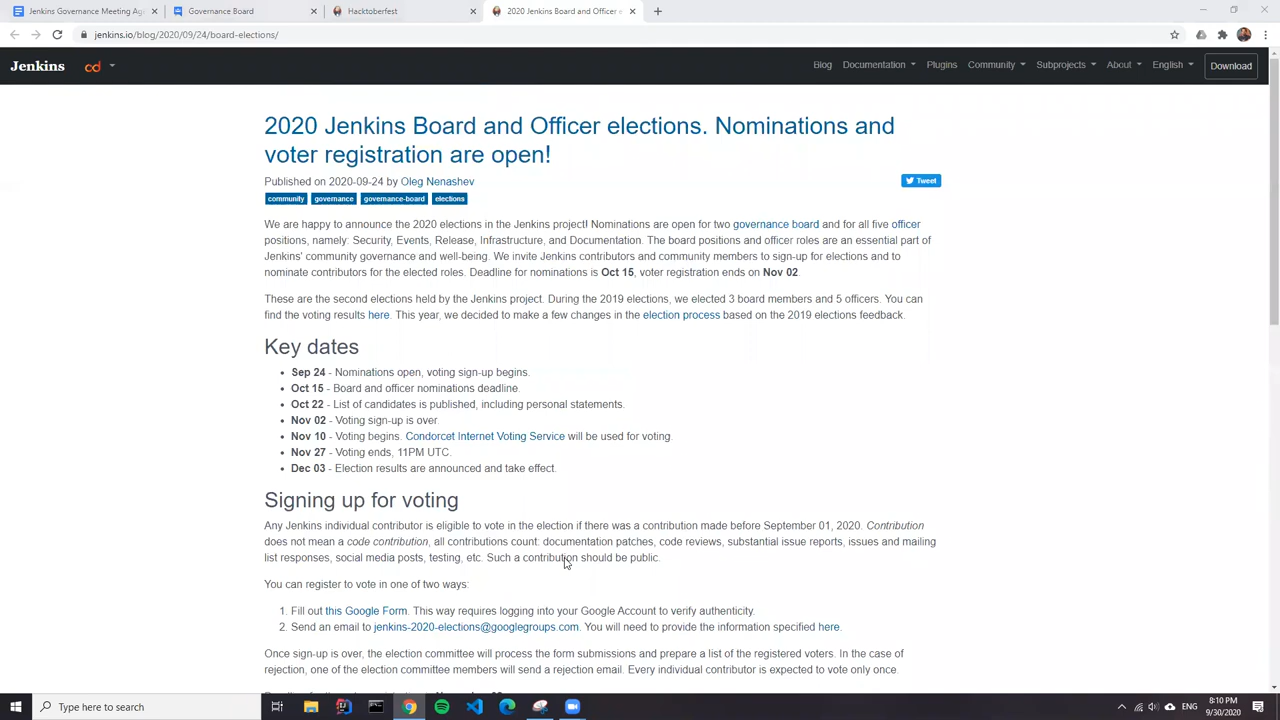 Jenkins Governance Meeting Age
Governance Board
Hacktoberfest
2020 Jenkins Board and Officer e
jenkins.io/blog/2020/09/24/board-elections/
Jenkins
cd
Blog Documentation Plugins Community Subprojects About English Download
2020 Jenkins Board and Officer elections. Nominations and
voter registration are open!
Published on 2020-09-24 by Oleg Nenashev
Tweet
community governance governance-board elections
We are happy to announce the 2020 elections in the Jenkins project! Nominations are open for two governance board and for all five officer
positions, namely: Security, Events, Release, Infrastructure, and Documentation. The board positions and officer roles are an essential part of
Jenkins' community governance and well-being. We invite Jenkins contributors and community members to sign-up for elections and to
nominate contributors for the elected roles. Deadline for nominations is Oct 15, voter registration ends on Nov 02.
These are the second elections held by the Jenkins project. During the 2019 elections, we elected 3 board members and 5 officers. You can
find the voting results here. This year, we decided to make a few changes in the election process based on the 2019 elections feedback.
Key dates
• Sep 24 - Nominations open, voting sign-up begins.
• Oct 15 - Board and officer nominations deadline.
• Oct 22 - List of candidates is published, including personal statements.
• Nov 02 - Voting sign-up is over
• Nov 10 - Voting begins. Condorcet Internet Voting Service will be used for voting.
• Nov 27 - Voting ends, 11PM UTC.
• Dec 03 - Election results are announced and take effect.
Signing up for voting
Any Jenkins individual contributor is eligible to vote in the election if there was a contribution made before September 01, 2020. Contribution
does not mean a code contribution, all contributions count: documentation patches, code reviews, substantial issue reports, issues and mailing
list responses, social media posts, testing, etc. Such a contribution should be public.
You can register to vote in one of two ways:
1. Fill out this Google Form. This way requires logging into your Google Account to verify authenticity.
2. Send an email to jenkins-2020-elections@googlegroups.com. You will need to provide the information specified here.
Once sign-up is over, the election committee will process the form submissions and prepare a list of the registered voters. In the case of
rejection, one of the election committee members will send a rejection email. Every individual contributor is expected to vote only once.
Type here to search
ENG
8:10 PM
9/30/2020